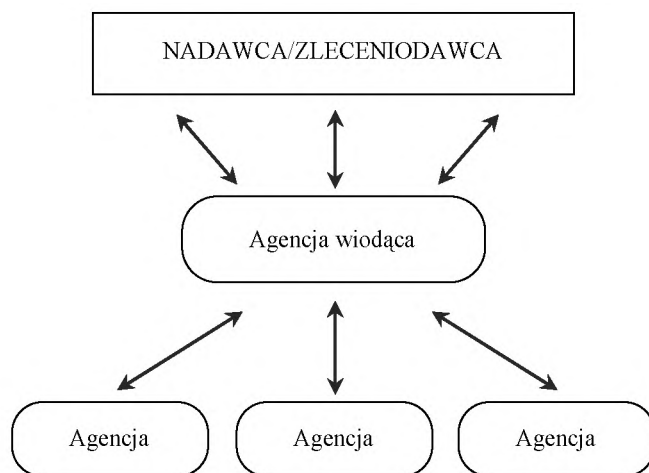 NADAWCA/ZLECENIODAWCA
Agencja wiodąca
Agencja
Agencja
Agencja